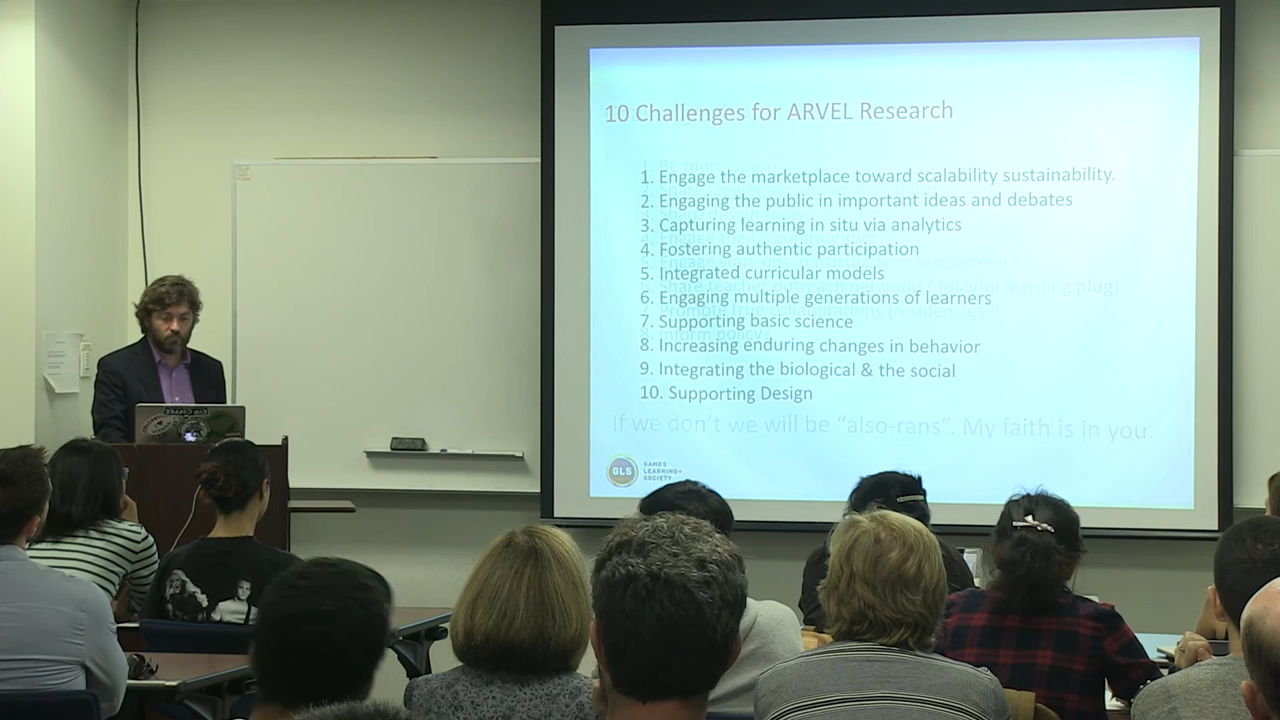 10 Challenges for ARVEL Research
1. Engage the marketplace toward scalability sustainability.
2. Engaging the public in important ideas and debates
3. Capturing learning in situ via analytics
4. Fostering authentic participation
5. Integrated curricular models
6. Engaging multiple generations of learners
7. Supporting basic science
8. Increasing enduring changes in behavior
9. Integrating the biological & the social
10. Supporting Design
If we don't we will be "also-rans". My faith is in you.
GLS
GAMES
LEARNING+
SOCIETY